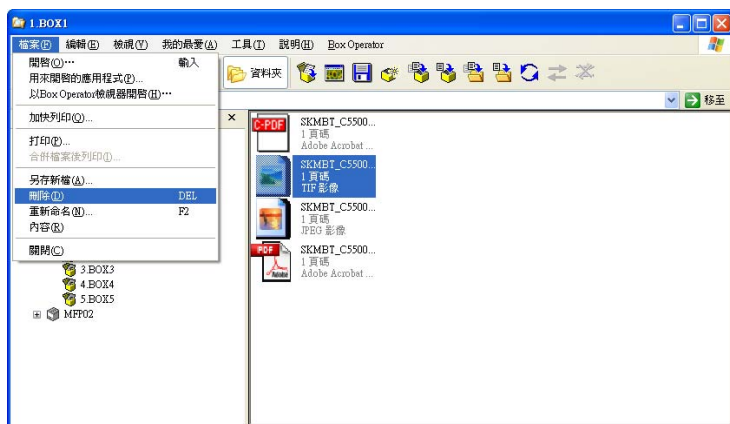 1.BOX1
檔案(F) 編輯(E) 檢視(V) 我的最愛(A) 工具(T) 說明(H) Box Operator
開啓(O)… 輸入
用來開啓的應用程式(P)...
以Box Operator檢視器開啓(H)…
加快列印(Q)...
打印(P)...
合併檔案後列印(I)...
另存新檔(A)...
刪除(D) DEL
重新命名(N)... F2
內容(R)
關閉(C)
資料夾
移至
3.BOX3
4.BOX4
5.BOX5
MFP02
C-PDF
SKMBT_C5500...
1 頁碼
Adobe Acrobat ...
SKMBT_C5500...
1 頁碼
TIF 影像
SKMBT_C5500...
1 頁碼
JPEG 影像
PDF
Adobe
SKMBT_C5500...
1 頁碼
Adobe Acrobat ...